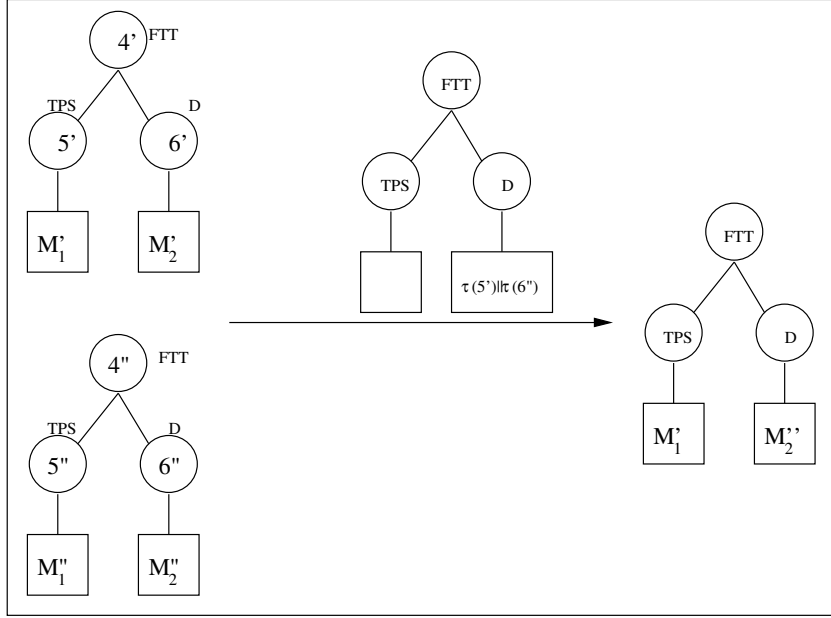 4' FTT
TPS D
5' 6'
M'1 M'2
FTT
TPS D
τ(5')||τ(6")
4" FTT
TPS D
5" 6"
M"1 M"2
FTT
TPS D
M'1 M''2